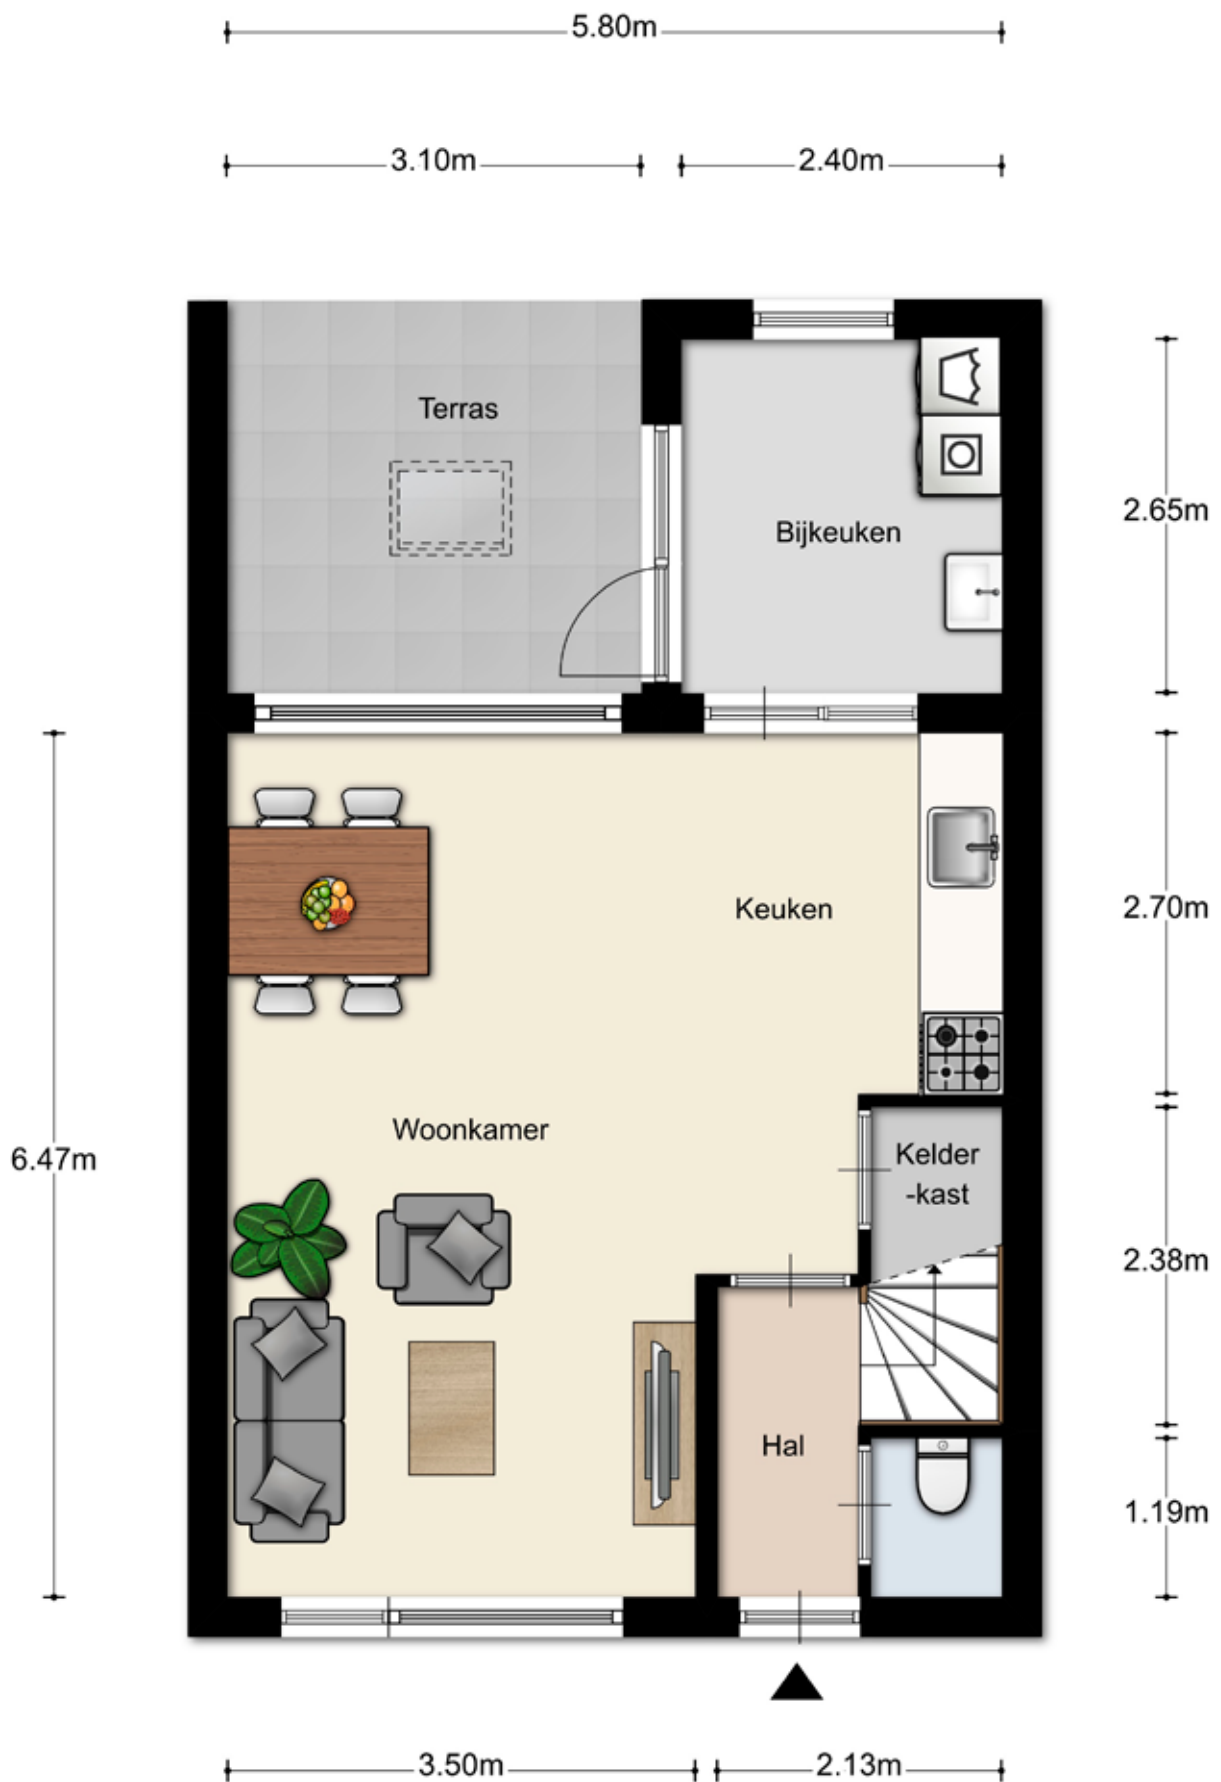 5.80m
3.10m
2.40m
Terras
2.65m
Bijkeuken
2.70m
Keuken
Woonkamer
6.47m
Kelder
-kast
2.38m
Hal
1.19m
3.50m
2.13m